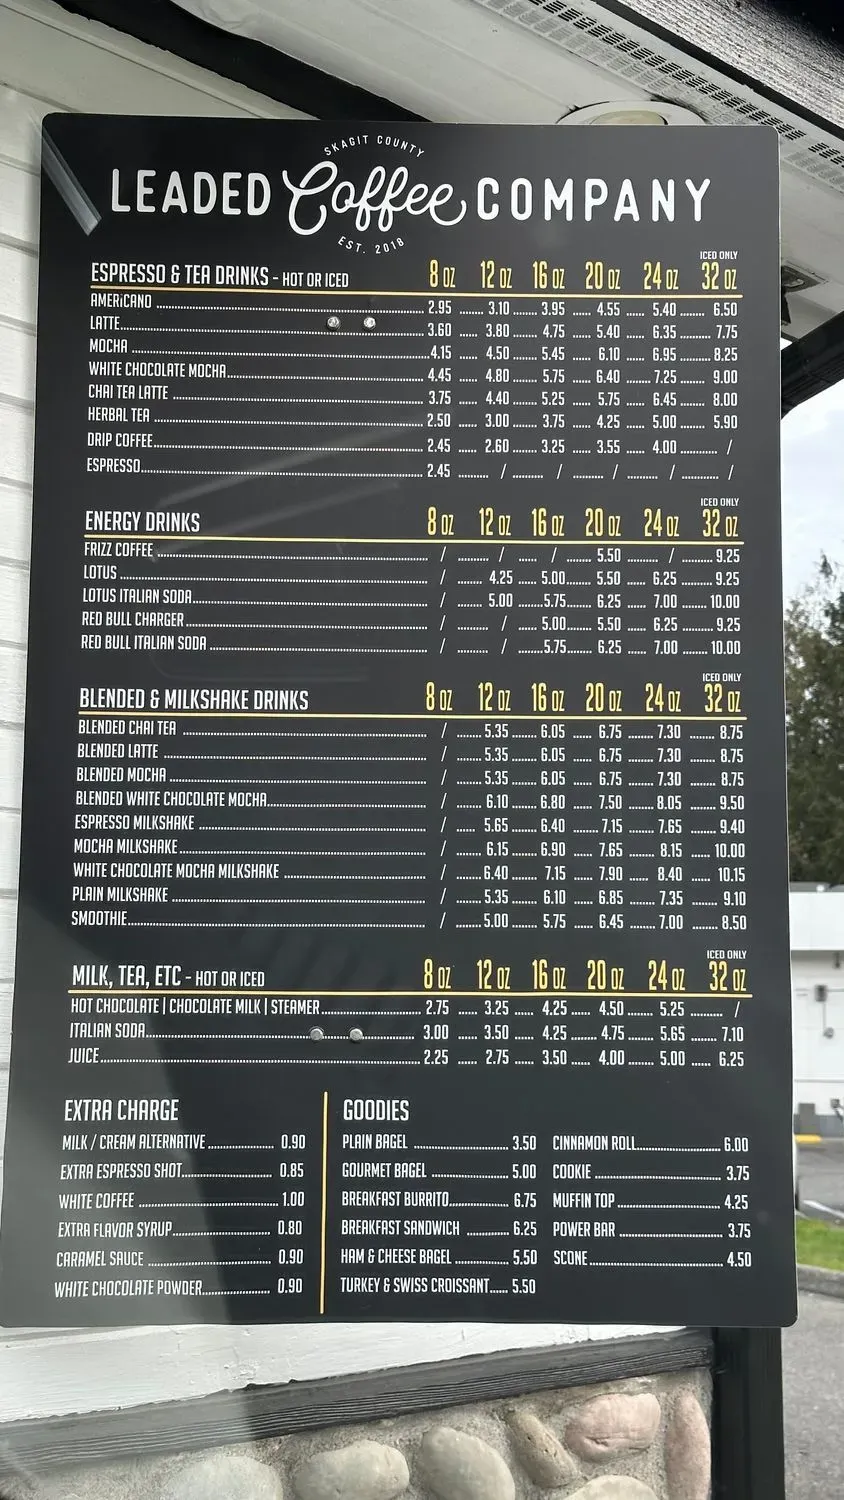 SKAGIT COUNTY
LEADED Coffee COMPANY
EST. 2018
ICED ONLY
ESPRESSO & TEA DRINKS - HOT OR ICED 8 OZ 12 OZ 16 OZ 20 OZ 24 OZ 32 OZ
AMERICANO 2.95 3.10 3.95 4.55 5.40 6.50
LATTE 3.60 3.80 4.75 5.40 6.35 7.75
MOCHA 4.15 4.50 5.45 6.10 6.95 8.25
WHITE CHOCOLATE MOCHA 4.45 4.80 5.75 6.40 7.25 9.00
CHAI TEA LATTE 3.75 4.40 5.25 5.75 6.45 8.00
HERBAL TEA 2.50 3.00 3.75 4.25 5.00 5.90
DRIP COFFEE 2.45 2.60 3.25 3.55 4.00 /
ESPRESSO 2.45 / / / / /
ICED ONLY
ENERGY DRINKS 8 OZ 12 OZ 16 OZ 20 OZ 24 OZ 32 OZ
FRIZZ COFFEE / / / 5.50 / 9.25
LOTUS / 4.25 5.00 5.50 6.25 9.25
LOTUS ITALIAN SODA / 5.00 5.75 6.25 7.00 10.00
RED BULL CHARGER / / 5.00 5.50 6.25 9.25
RED BULL ITALIAN SODA / / 5.75 6.25 7.00 10.00
ICED ONLY
BLENDED & MILKSHAKE DRINKS 8 OZ 12 OZ 16 OZ 20 OZ 24 OZ 32 OZ
BLENDED CHAI TEA / 5.35 6.05 6.75 7.30 8.75
BLENDED LATTE / 5.35 6.05 6.75 7.30 8.75
BLENDED MOCHA / 5.35 6.05 6.75 7.30 8.75
BLENDED WHITE CHOCOLATE MOCHA / 6.10 6.80 7.50 8.05 9.50
ESPRESSO MILKSHAKE / 5.65 6.40 7.15 7.65 9.40
MOCHA MILKSHAKE / 6.15 6.90 7.65 8.15 10.00
WHITE CHOCOLATE MOCHA MILKSHAKE / 6.40 7.15 7.90 8.40 10.15
PLAIN MILKSHAKE / 5.35 6.10 6.85 7.35 9.10
SMOOTHIE / 5.00 5.75 6.45 7.00 8.50
ICED ONLY
MILK, TEA, ETC - HOT OR ICED 8 OZ 12 OZ 16 OZ 20 OZ 24 OZ 32 OZ
HOT CHOCOLATE | CHOCOLATE MILK | STEAMER 2.75 3.25 4.25 4.50 5.25 /
ITALIAN SODA 3.00 3.50 4.25 4.75 5.65 7.10
JUICE 2.25 2.75 3.50 4.00 5.00 6.25
EXTRA CHARGE
MILK / CREAM ALTERNATIVE 0.90
EXTRA ESPRESSO SHOT 0.85
WHITE COFFEE 1.00
EXTRA FLAVOR SYRUP 0.80
CARAMEL SAUCE 0.90
WHITE CHOCOLATE POWDER 0.90
GOODIES
PLAIN BAGEL 3.50
GOURMET BAGEL 5.00
BREAKFAST BURRITO 6.75
BREAKFAST SANDWICH 6.25
HAM & CHEESE BAGEL 5.50
TURKEY & SWISS CROISSANT 5.50
CINNAMON ROLL 6.00
COOKIE 3.75
MUFFIN TOP 4.25
POWER BAR 3.75
SCONE 4.50